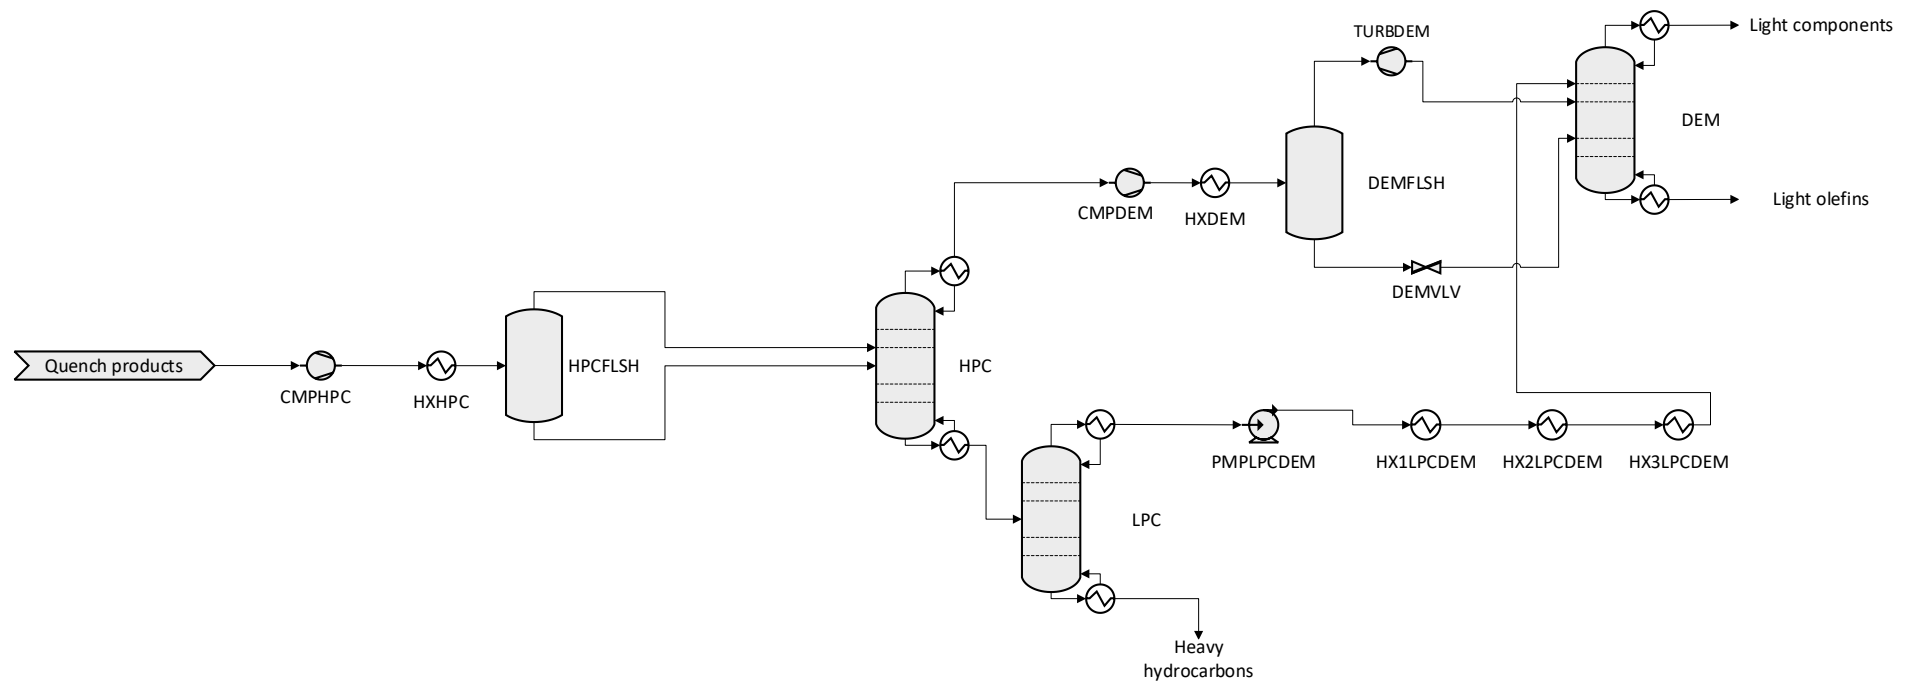 Light components
TURBDEM
DEM
DEMFLSH
CMPDEM
HXDEM
Light olefins
DEMVLV
Quench products
HPCFLSH
HPC
CMPHPC
HXHPC
PMPLPCDEM
HX1LPCDEM
HX2LPCDEM
HX3LPCDEM
LPC
Heavy
hydrocarbons